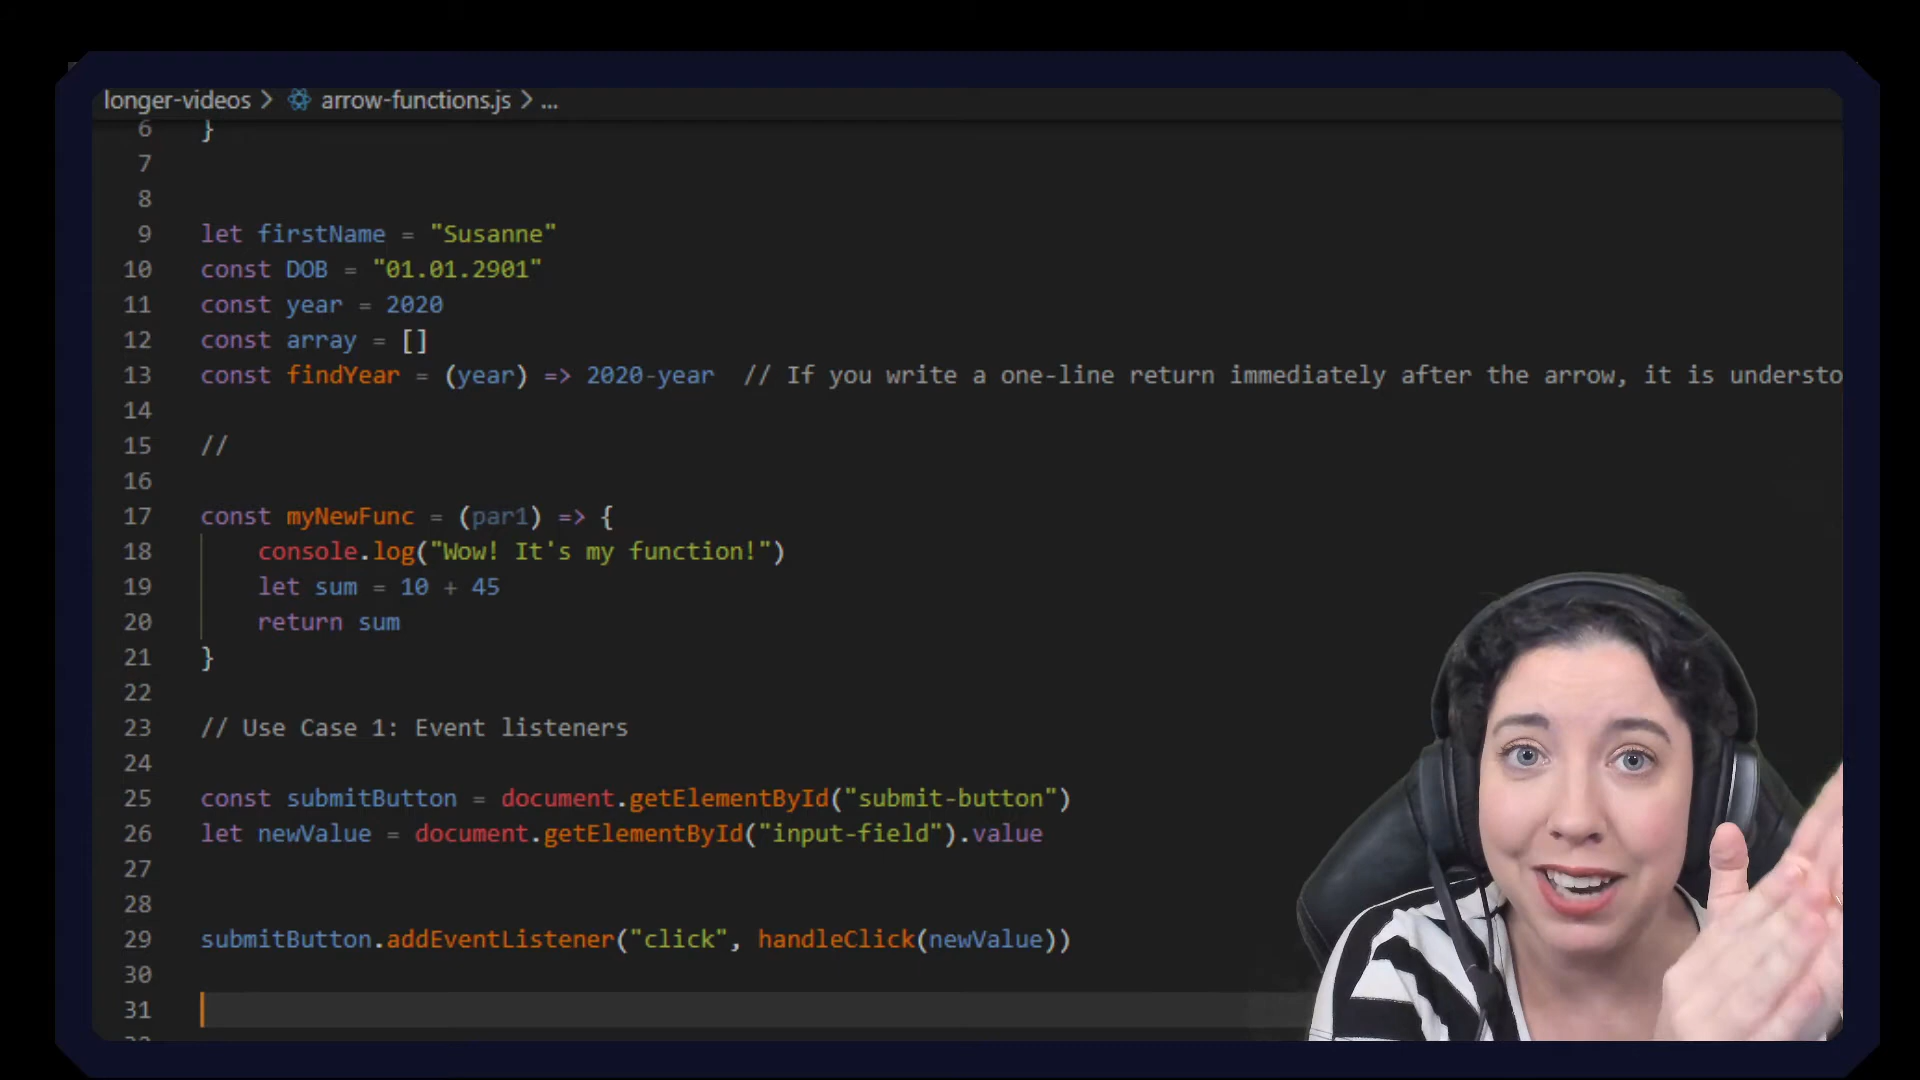 longer-videos > arrow-functions.js > ...
6 }
7
8
9 let firstName = "Susanne"
10 const DOB = "01.01.2901"
11 const year = 2020
12 const array = []
13 const findYear = (year) => 2020-year // If you write a one-line return immediately after the arrow, it is understo
14
15 //
16
17 const myNewFunc = (par1) => {
18 console.log("Wow! It's my function!")
19 let sum = 10 + 45
20 return sum
21 }
22
23 // Use Case 1: Event listeners
24
25 const submitButton = document.getElementById("submit-button")
26 let newValue = document.getElementById("input-field").value
27
28
29 submitButton.addEventListener("click", handleClick(newValue))
30
31